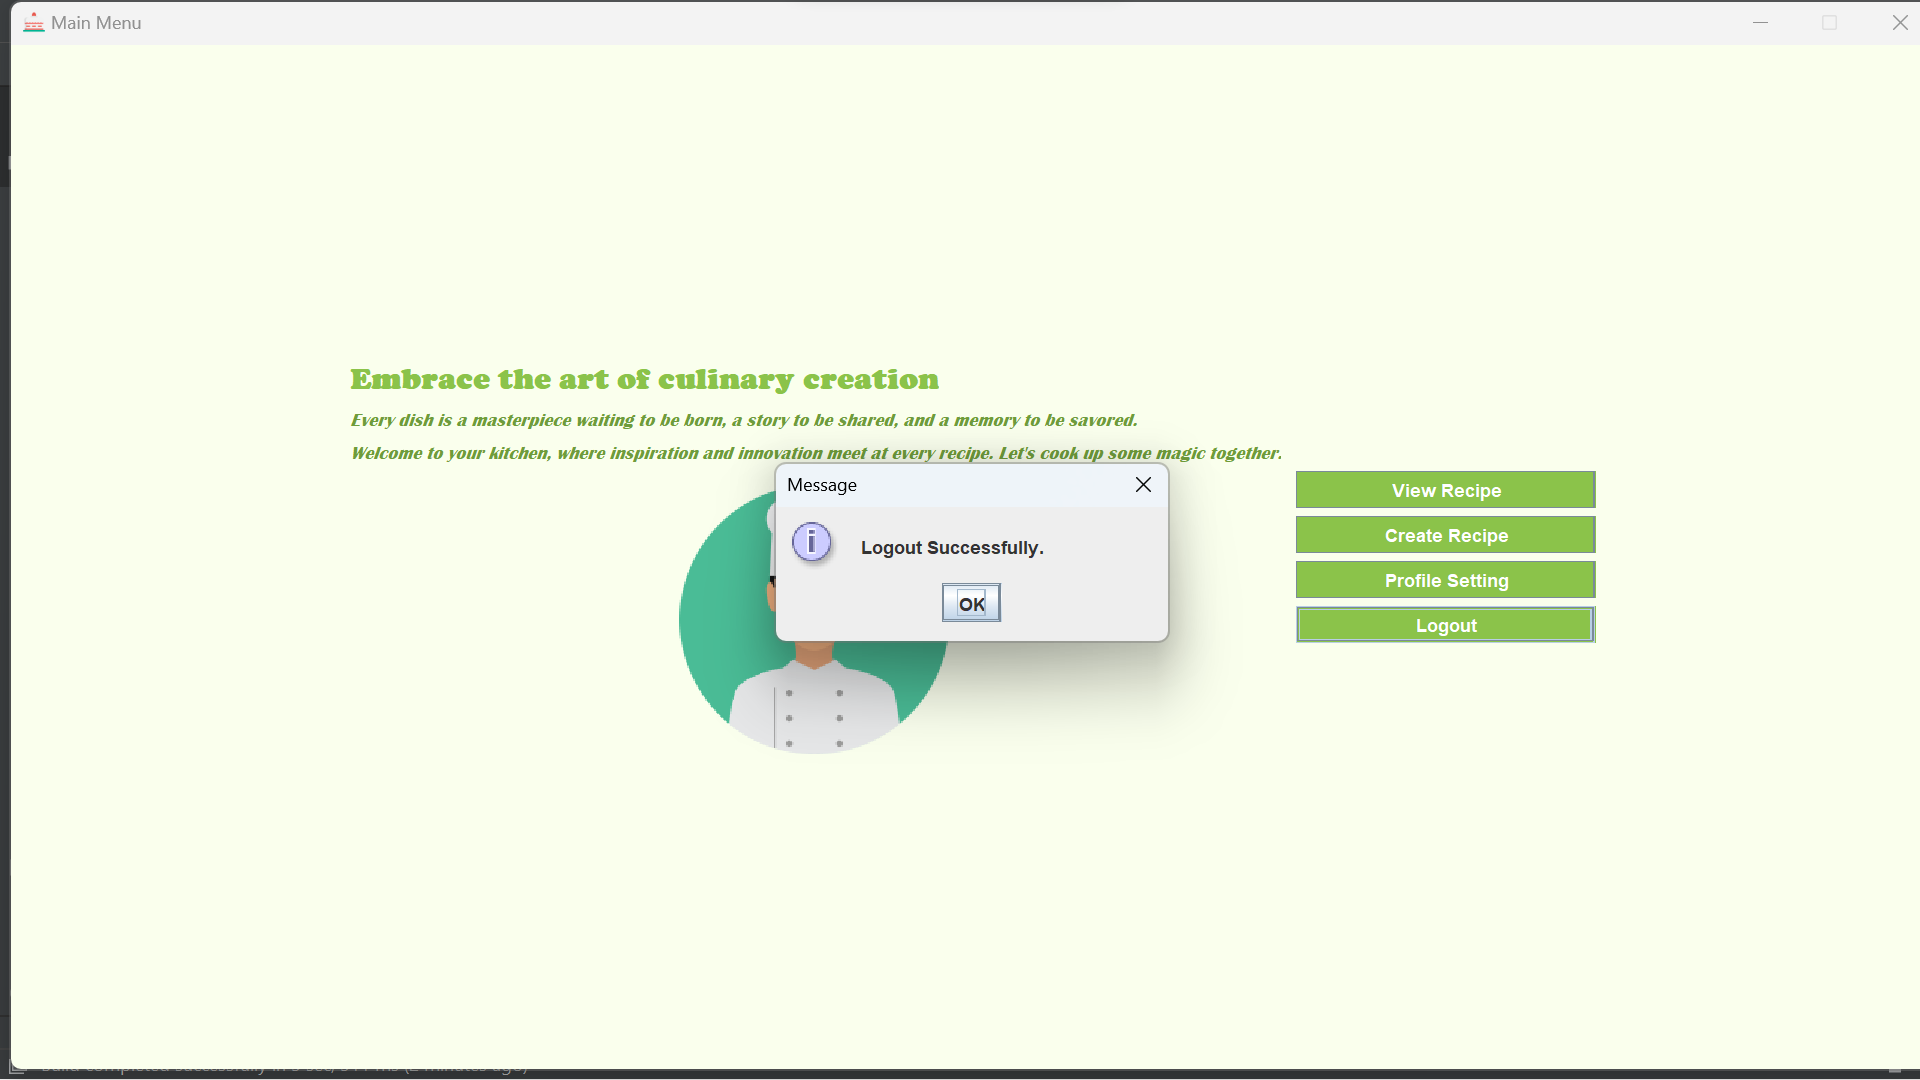 Main Menu
Embrace the art of culinary creation
Every dish is a masterpiece waiting to be born, a story to be shared, and a memory to be savored.
Welcome to your kitchen, where inspiration and innovation meet at every recipe. Let's cook up some magic together.
Message
Logout Successfully.
OK
View Recipe
Create Recipe
Profile Setting
Logout